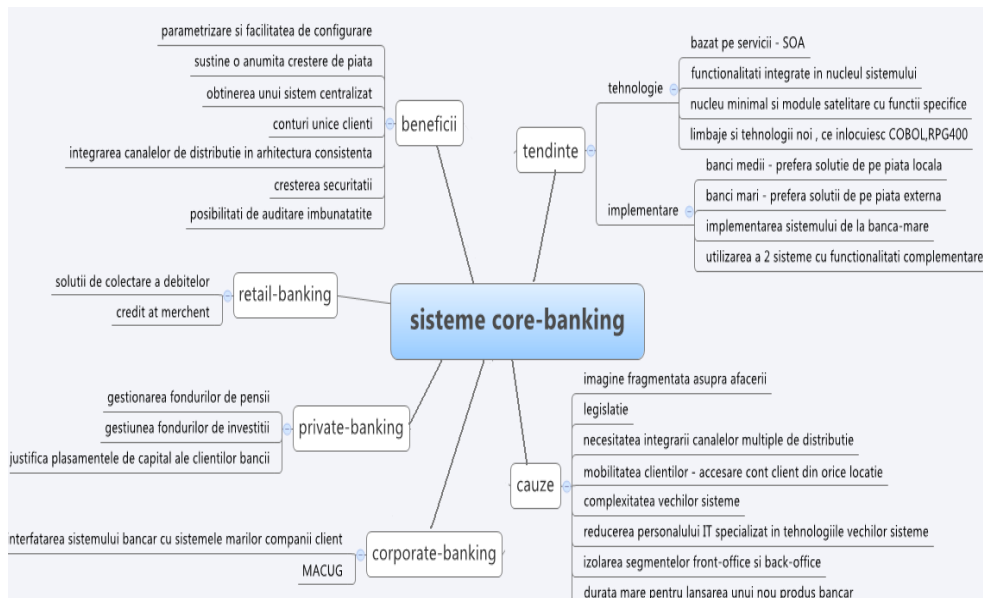 parametrizare si facilitatea de configurare
sustine o anumita crestere de piata
obtinerea unui sistem centralizat
conturi unice clienti
integrarea canalelor de distributie in arhitectura consistenta
cresterea securitatii
posibilitati de auditare imbunatatite
beneficii
tendinte
tehnologie
bazat pe servicii - SOA
functionalitati integrate in nucleul sistemului
nucleu minimal si module satelitare cu functii specifice
limbaje si tehnologii noi , ce inlocuiesc COBOL,RPG400
implementare
banci medii - prefera solutie de pe piata locala
banci mari - prefera solutii de pe piata externa
implementarea sistemului de la banca-mare
utilizarea a 2 sisteme cu functionalitati complementare
solutii de colectare a debitelor
credit at merchent
retail-banking
sisteme core-banking
gestionarea fondurilor de pensii
gestiunea fondurilor de investitii
justifica plasamentele de capital ale clientilor bancii
private-banking
cauze
imagine fragmentata asupra afacerii
legislatie
necesitatea integrarii canalelor multiple de distributie
mobilitatea clientilor - accesare cont client din orice locatie
complexitatea vechilor sisteme
reducerea personalului IT specializat in tehnologiile vechilor sisteme
izolarea segmentelor front-office si back-office
durata mare pentru lansarea unui nou produs bancar
nterfatarea sistemului bancar cu sistemele marilor companii client
MACUG
corporate-banking